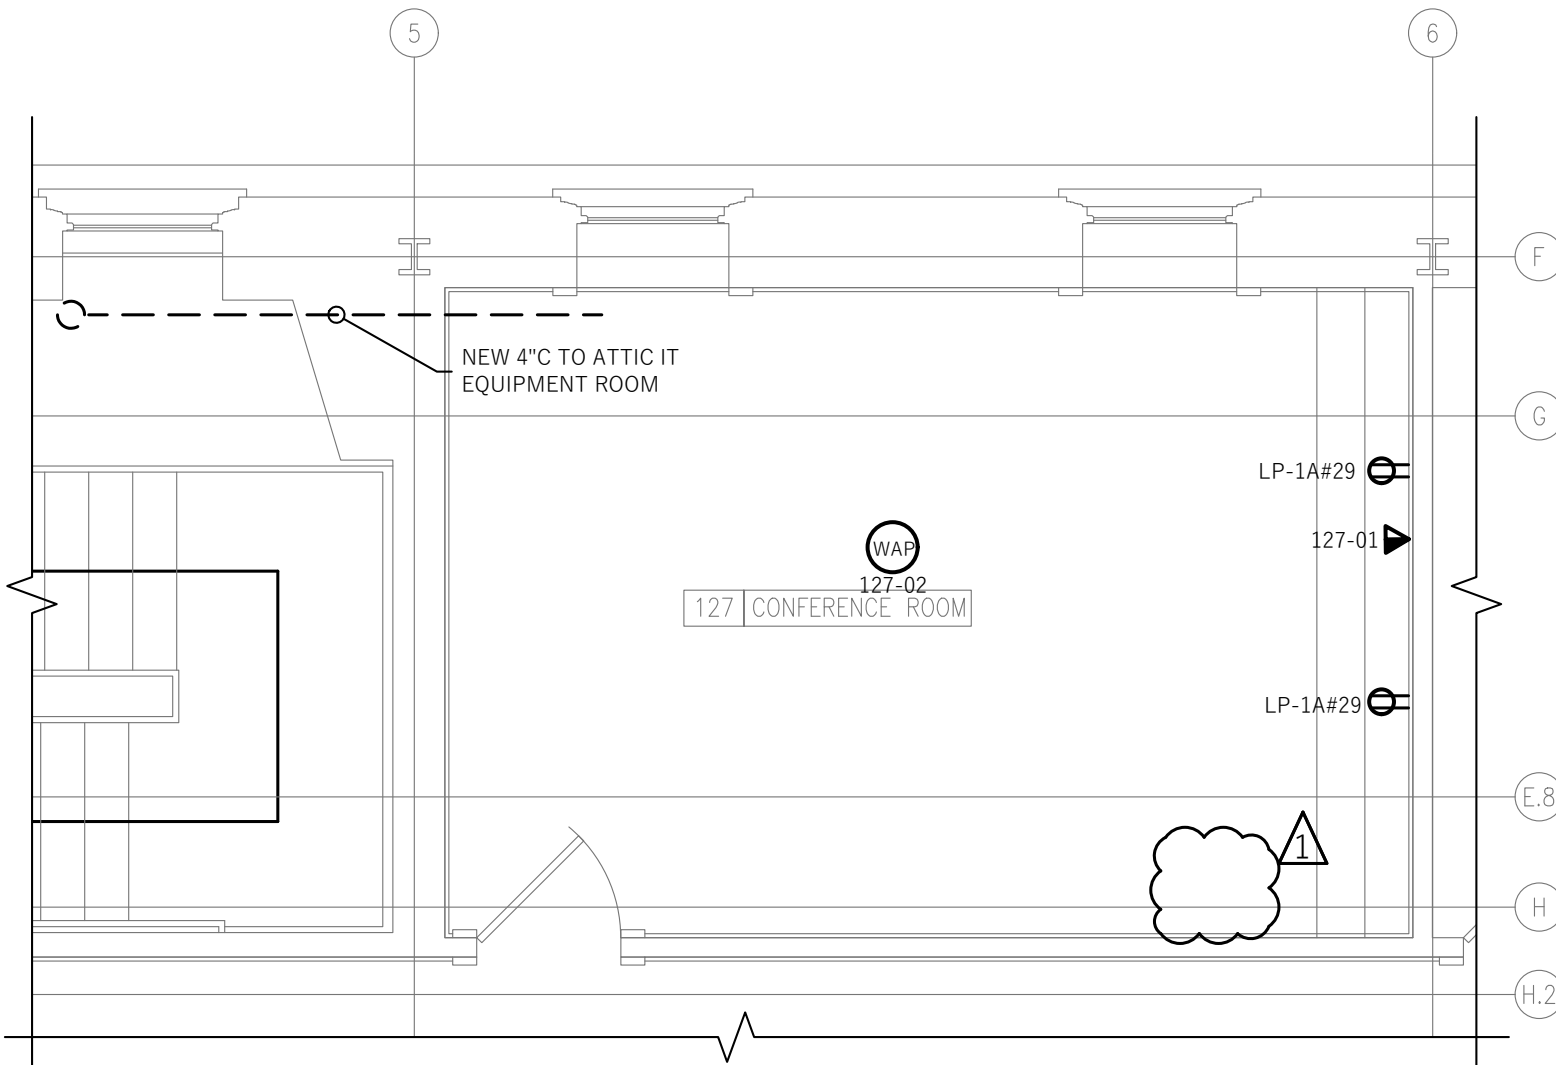 5
6
F
NEW 4"C TO ATTIC IT
EQUIPMENT ROOM
G
LP-1A#29
127-01
WAP
127-02
127 CONFERENCE ROOM
LP-1A#29
E.8
1
H
H.2